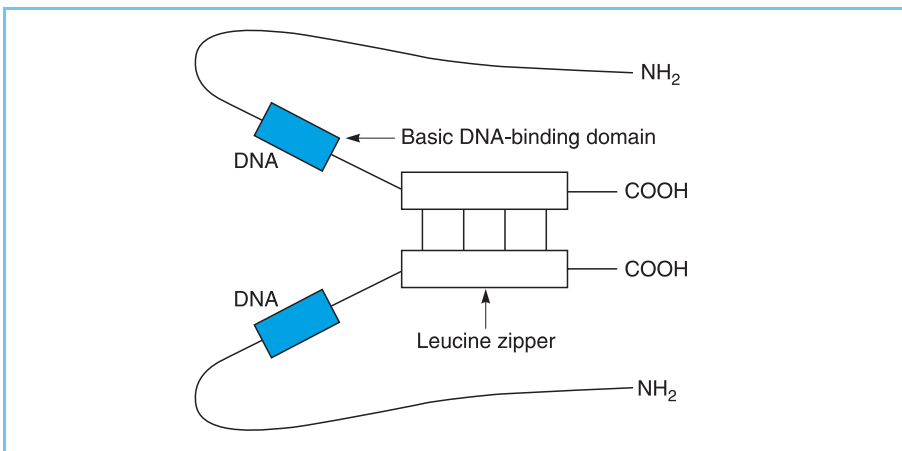 NH2
Basic DNA-binding domain
DNA
COOH
COOH
DNA
Leucine zipper
NH2